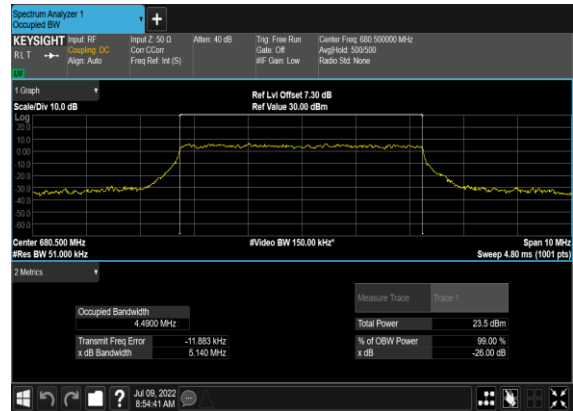 Spectrum Analyzer 1
Occupied BW
+
KEYSIGHT
RLT
LW
Input: RF
Coupling: DC
Align: Auto
Input Z: 50 Ω
Corr CCorr
Freq Ref: Int (S)
Atten: 40 dB
Trig: Free Run
Gate: Off
#IF Gain: Low
Center Freq: 680.500000 MHz
Avg|Hold: 500/500
Radio Std: None
1 Graph
Scale/Div 10.0 dB
Ref Lvl Offset 7.30 dB
Ref Value 30.00 dBm
Log
20.0
10.0
0.00
-10.0
-20.0
-30.0
-40.0
-50.0
-60.0
Center 680.500 MHz
#Res BW 51.000 kHz
#Video BW 150.00 kHz*
Span 10 MHz
Sweep 4.80 ms (1001 pts)
2 Metrics
Measure Trace Trace 1
Occupied Bandwidth
4.4900 MHz
Total Power 23.5 dBm
Transmit Freq Error -11.883 kHz
% of OBW Power 99.00 %
x dB Bandwidth 5.140 MHz
x dB -26.00 dB
?
Jul 09, 2022
8:54:41 AM